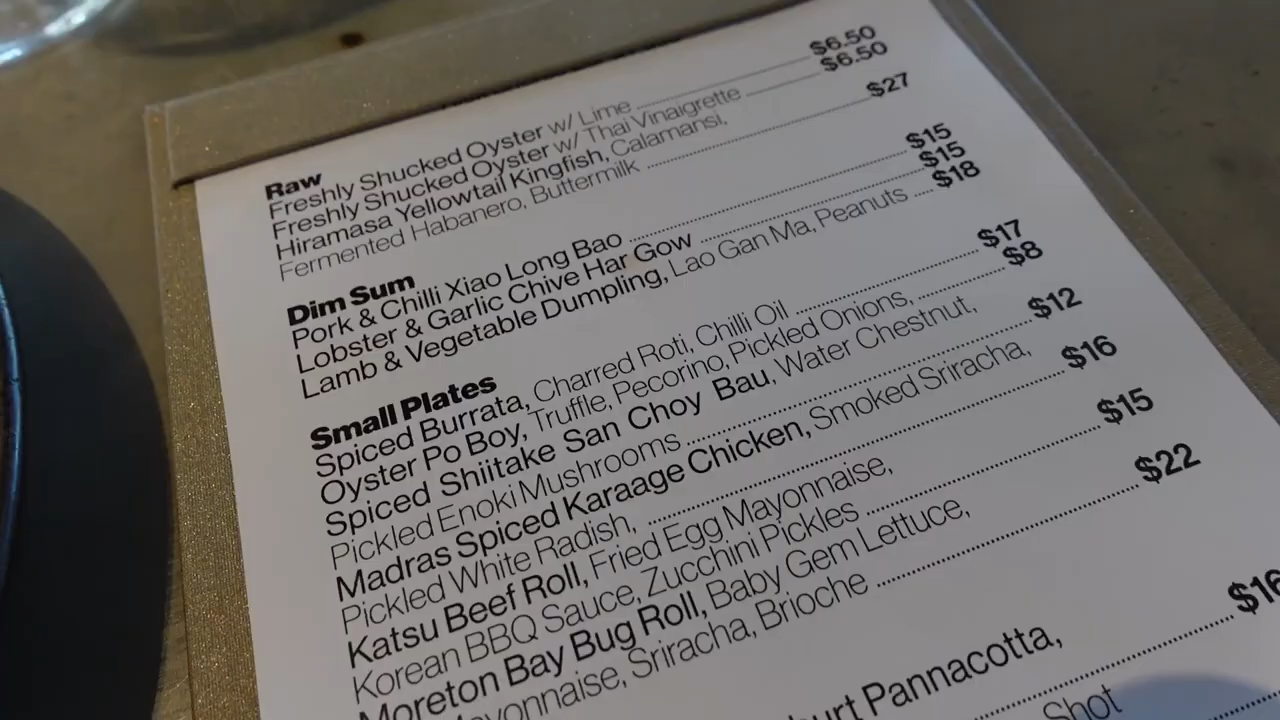 Raw
Freshly Shucked Oyster w/ Lime $6.50
Freshly Shucked Oyster w/ Thai Vinaigrette $6.50
Hiramasa Yellowtail Kingfish, Calamansi,
Fermented Habanero, Buttermilk $27
Dim Sum
Pork & Chilli Xiao Long Bao $15
Lobster & Garlic Chive Har Gow $15
Lamb & Vegetable Dumpling, Lao Gan Ma, Peanuts $18
Small Plates
Spiced Burrata, Charred Roti, Chilli Oil $17
Oyster Po Boy, Truffle, Pecorino, Pickled Onions, $8
Spiced Shiitake San Choy Bau, Water Chestnut,
Pickled Enoki Mushrooms $12
Madras Spiced Karaage Chicken, Smoked Sriracha,
Pickled White Radish, $16
Katsu Beef Roll, Fried Egg Mayonnaise,
Korean BBQ Sauce, Zucchini Pickles $15
Moreton Bay Bug Roll, Baby Gem Lettuce,
Sriracha, Brioche $22
Pannacotta,
$16
Shot